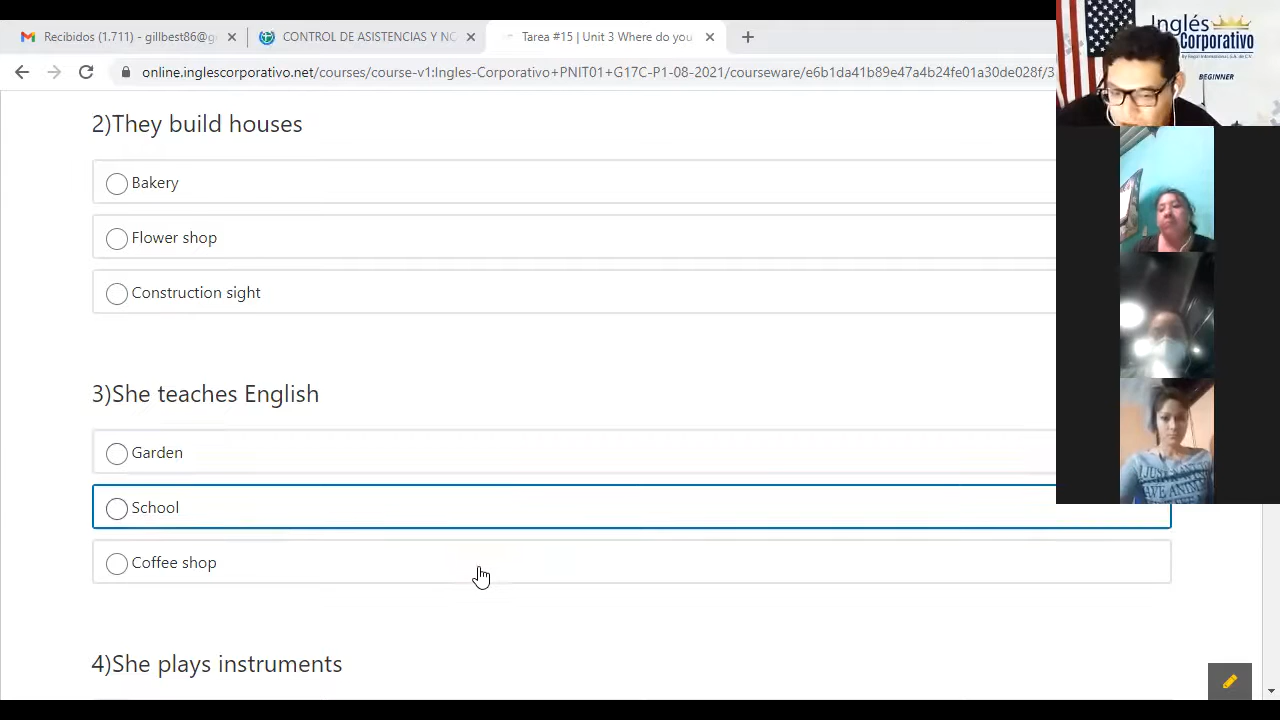 Recibidos (1.711) - gillbest86@g
CONTROL DE ASISTENCIAS Y NC
Tarea #15 | Unit 3 Where do you
online.inglescorporativo.net/courses/course-v1:Ingles-Corporativo+PNIT01+G17C-P1-08-2021/courseware/e6b1da41b89e47a4b24fe01a30de028f/3
Inglés
Corporativo
BEGINNER
2)They build houses
Bakery
Flower shop
Construction sight
3)She teaches English
Garden
School
Coffee shop
4)She plays instruments